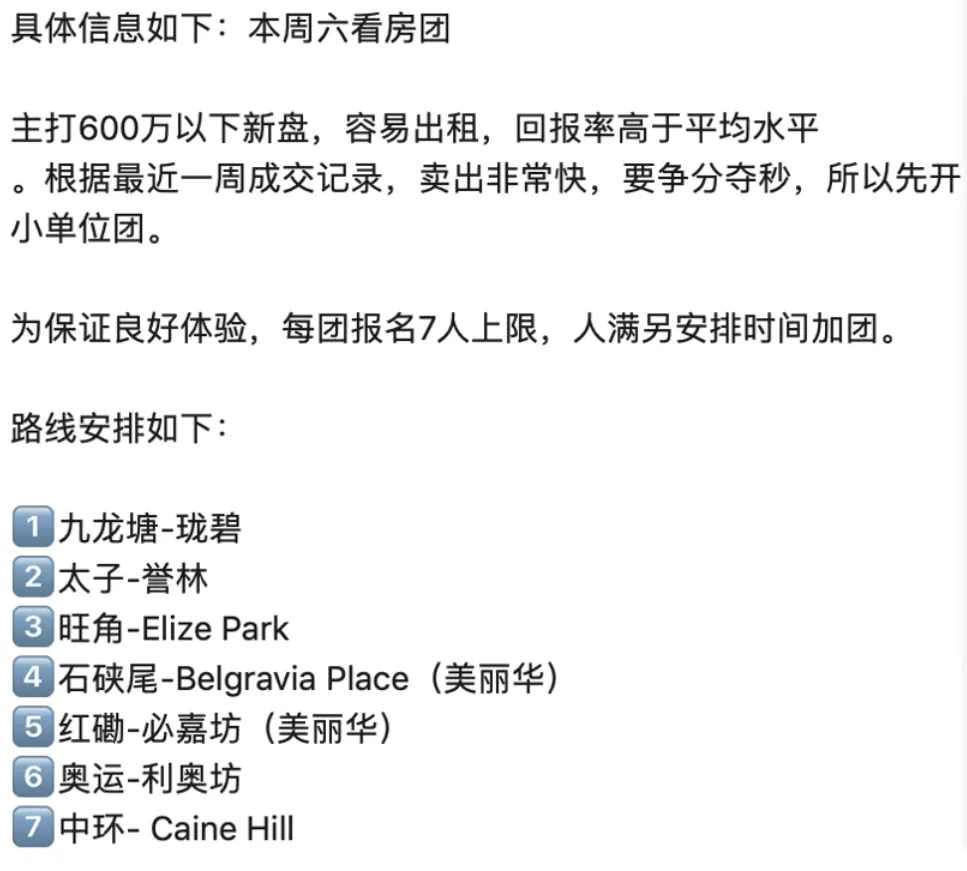 具体信息如下：本周六看房团
主打600万以下新盘，容易出租，回报率高于平均水平
。根据最近一周成交记录，卖出非常快，要争分夺秒，所以先开
小单位团。
为保证良好体验，每团报名7人上限，人满另安排时间加团。
路线安排如下：
1️⃣九龙塘-珑碧
2️⃣太子-誉林
3️⃣旺角-Elize Park
4️⃣石硖尾-Belgravia Place（美丽华）
5️⃣红磡-必嘉坊（美丽华）
6️⃣奥运-利奥坊
7️⃣中环- Caine Hill